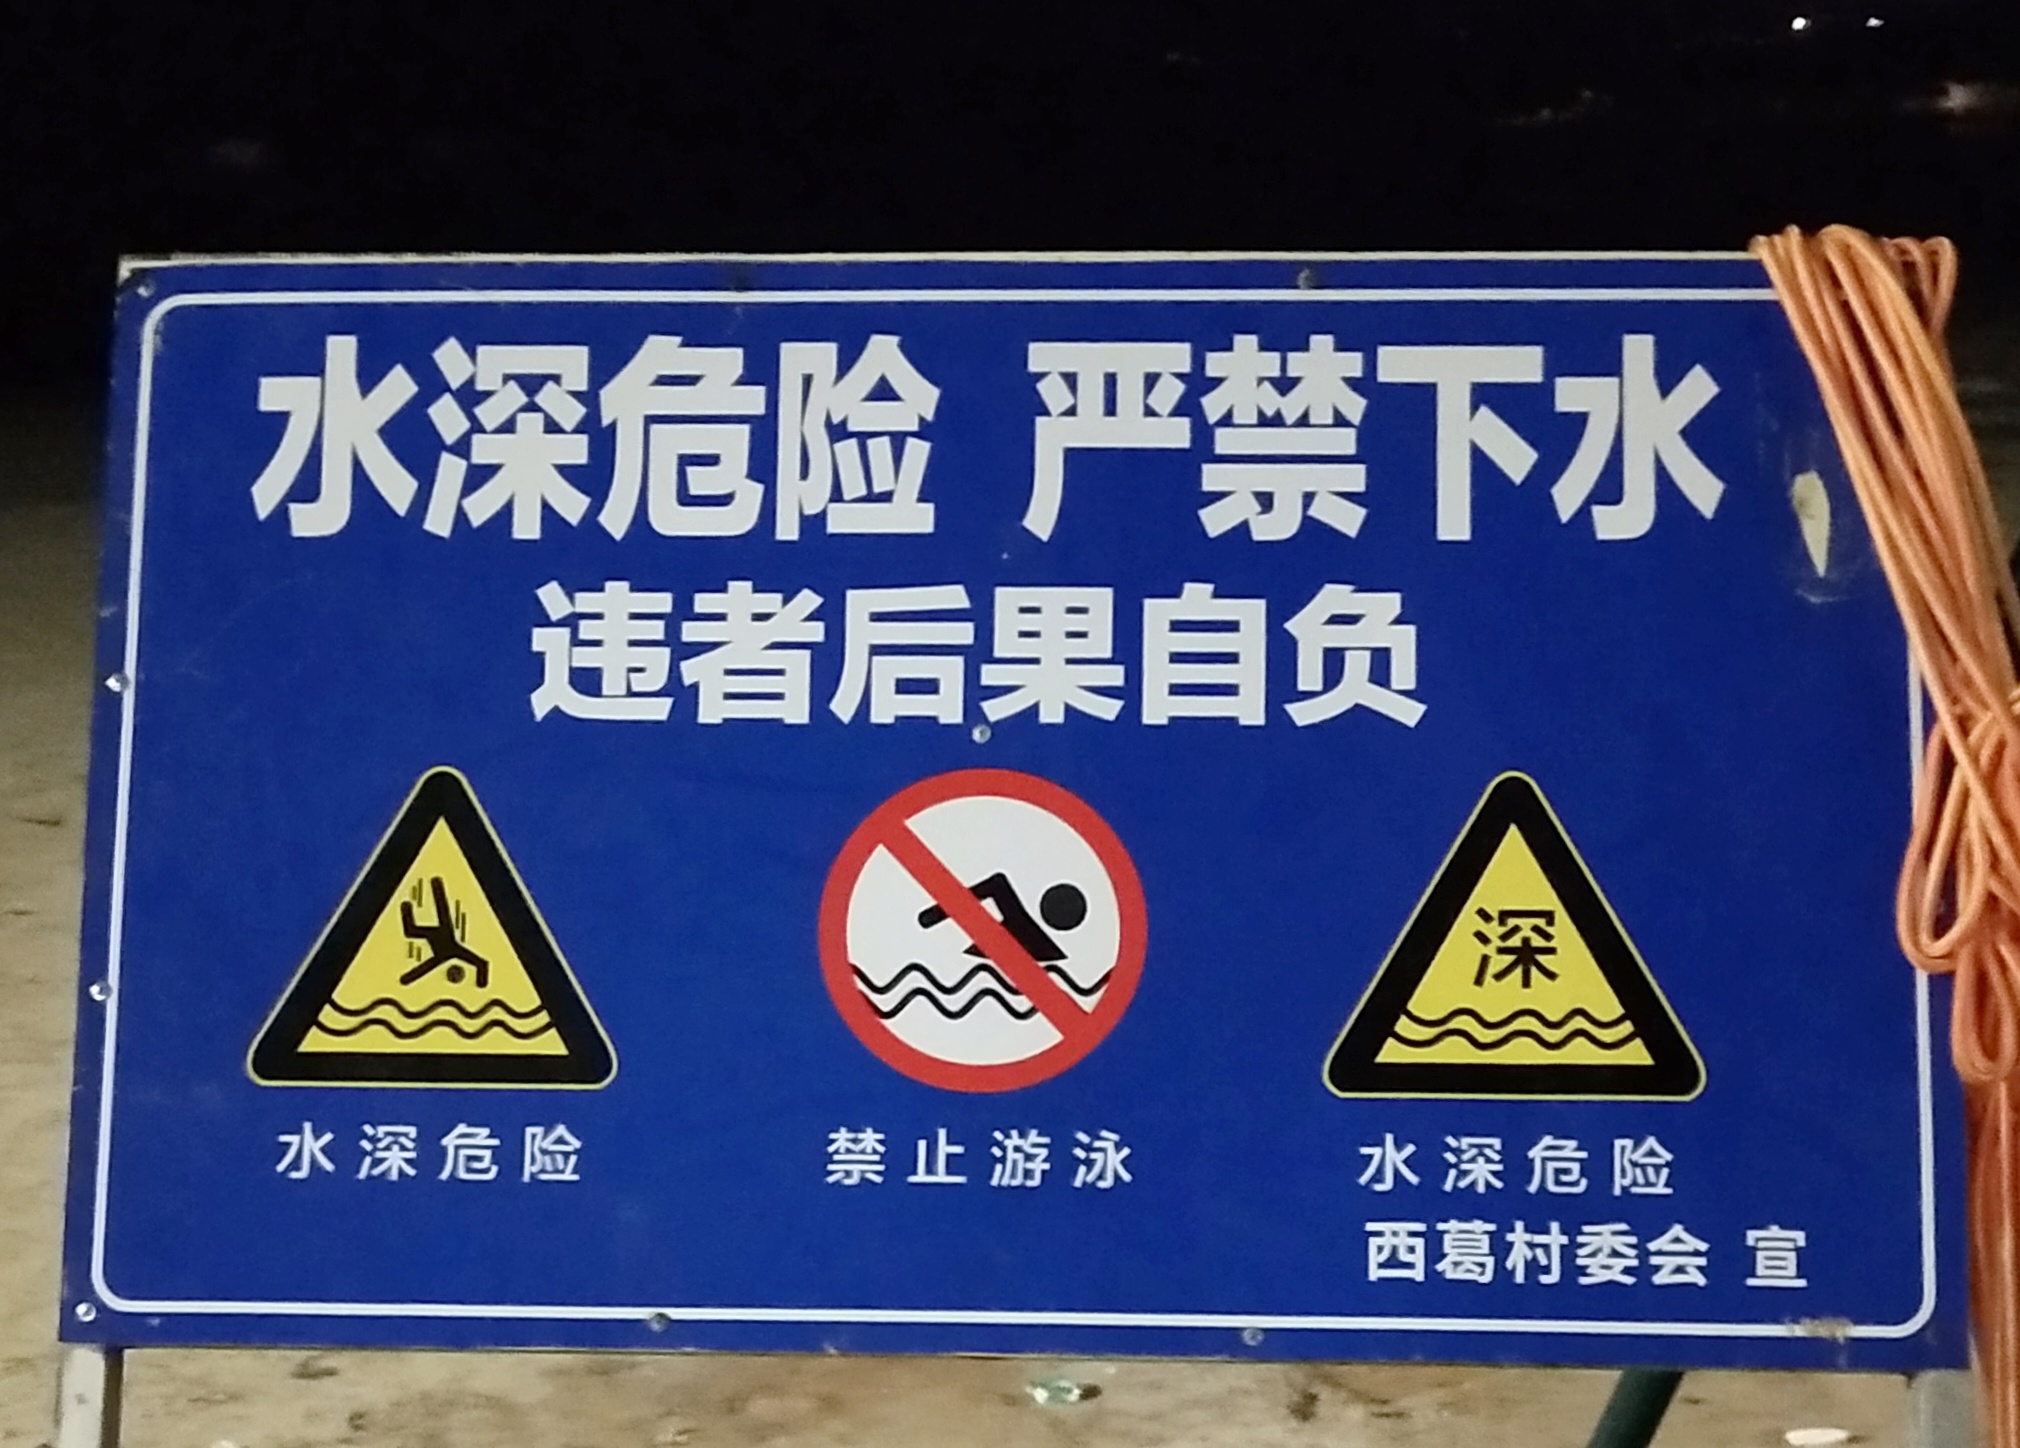 水深危险 严禁下水
违者后果自负
深
水深危险
禁止游泳
水深危险
西葛村委会 宣